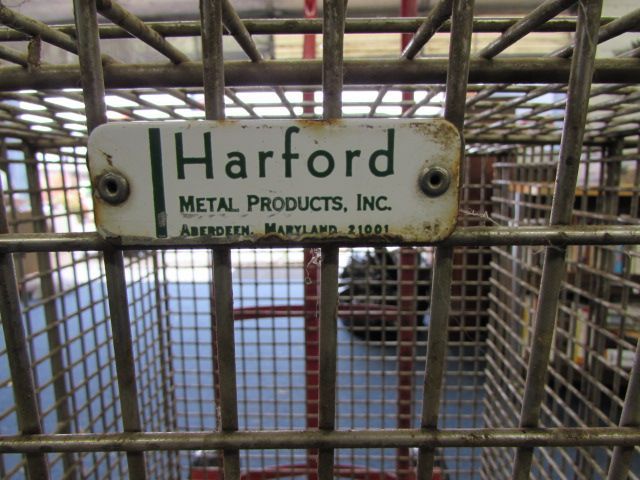 Harford
METAL PRODUCTS, INC.
ABERDEEN, MARYLAND 21001